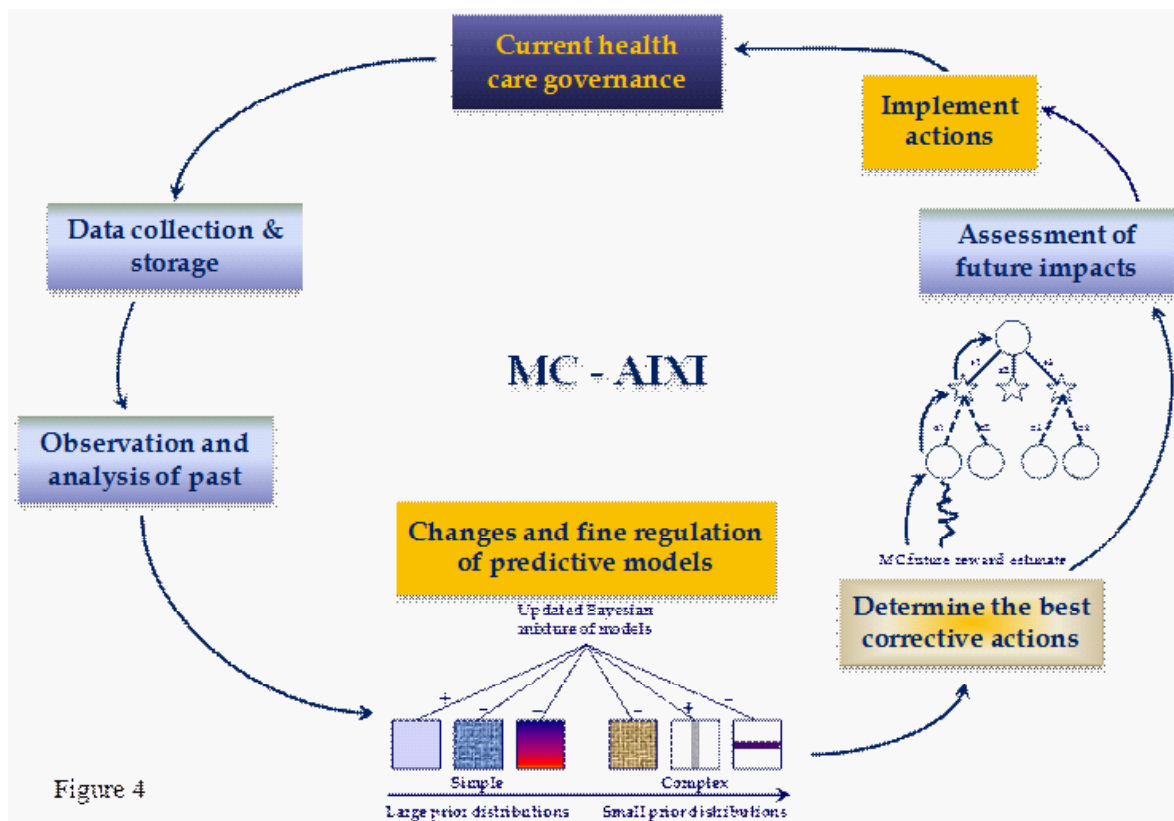 Current health
care governance
Implement
actions
Data collection &
storage
Assessment of
future impacts
MC - AIXI
Observation and
analysis of past
Changes and fine regulation
of predictive models
MC future reward estimate
Updated Bayesian
mixture of models
Determine the best
corrective actions
+
−
−
−
+
−
Simple
Complex
Figure 4
Large prior distributions
Small prior distributions